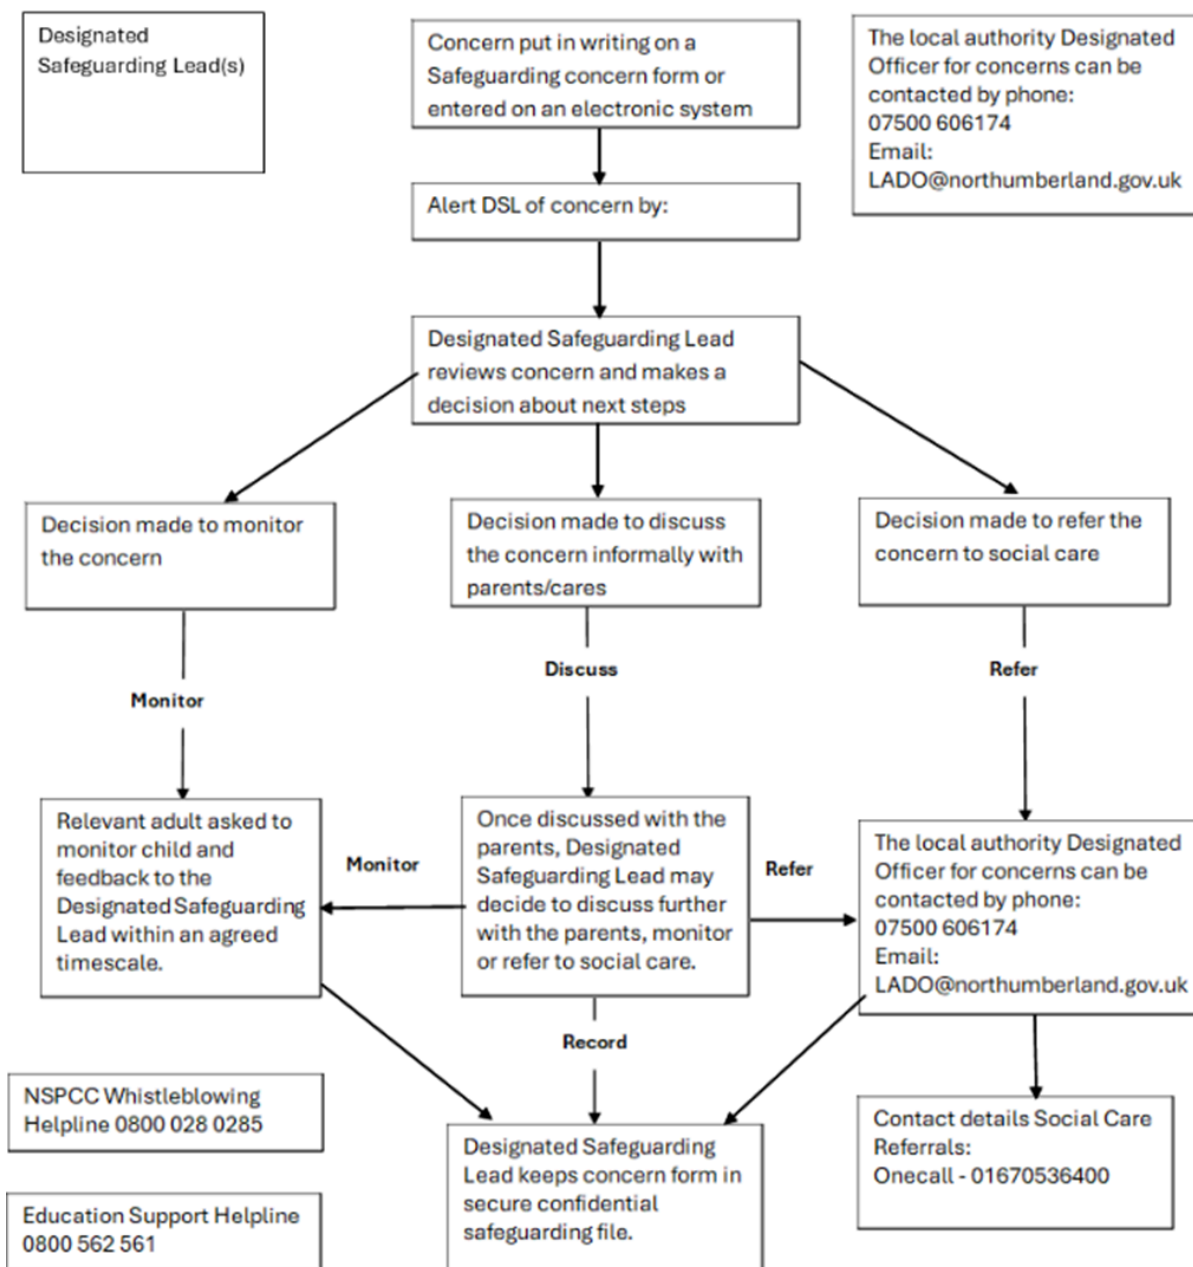 Designated
Safeguarding Lead(s)
Concern put in writing on a
Safeguarding concern form or
entered on an electronic system
The local authority Designated
Officer for concerns can be
contacted by phone:
07500 606174
Email:
LADO@northumberland.gov.uk
Alert DSL of concern by:
Designated Safeguarding Lead
reviews concern and makes a
decision about next steps
Decision made to monitor
the concern
Decision made to discuss
the concern informally with
parents/cares
Decision made to refer the
concern to social care
Monitor
Discuss
Refer
Relevant adult asked to
monitor child and
feedback to the
Designated Safeguarding
Lead within an agreed
timescale.
Monitor
Once discussed with the
parents, Designated
Safeguarding Lead may
decide to discuss further
with the parents, monitor
or refer to social care.
Refer
The local authority Designated
Officer for concerns can be
contacted by phone:
07500 606174
Email:
LADO@northumberland.gov.uk
Record
NSPCC Whistleblowing
Helpline 0800 028 0285
Designated Safeguarding
Lead keeps concern form in
secure confidential
safeguarding file.
Contact details Social Care
Referrals:
Onecall - 01670536400
Education Support Helpline
0800 562 561